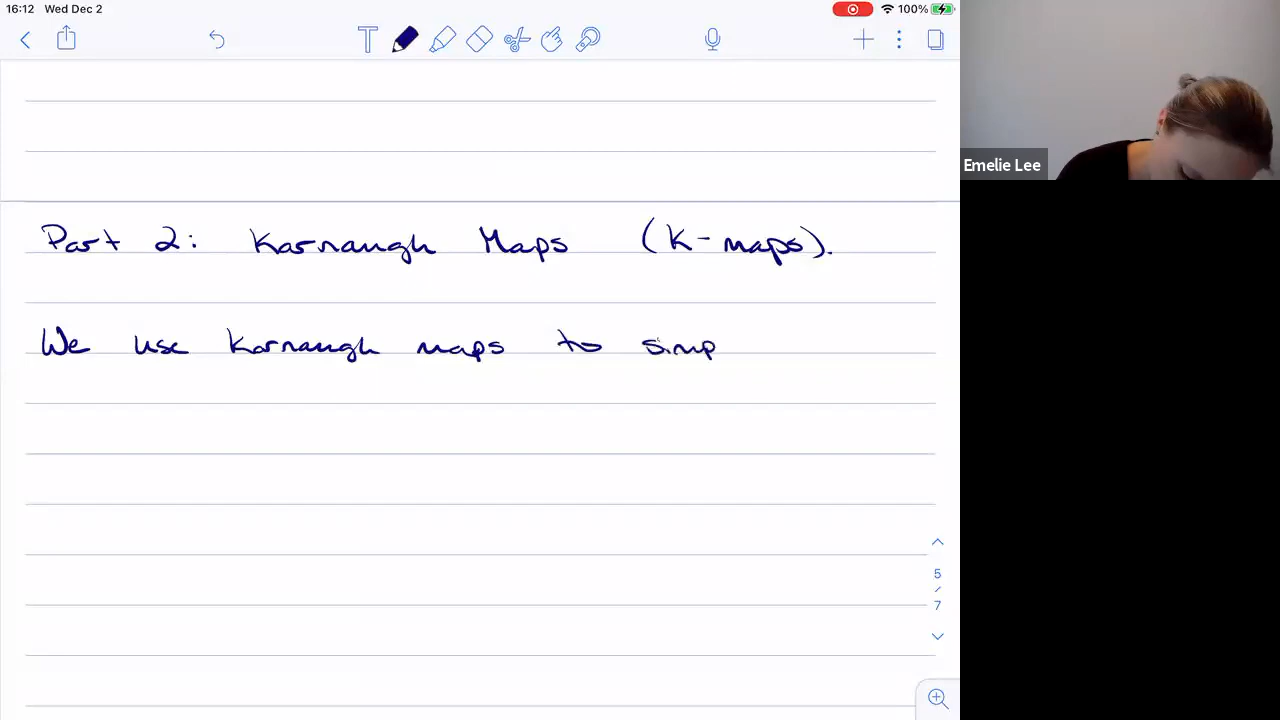 16:12 Wed Dec 2
100%
T
Emelie Lee
Part 2: Karnaugh Maps (K-maps).
We use Karnaugh maps to simp
5
/
7